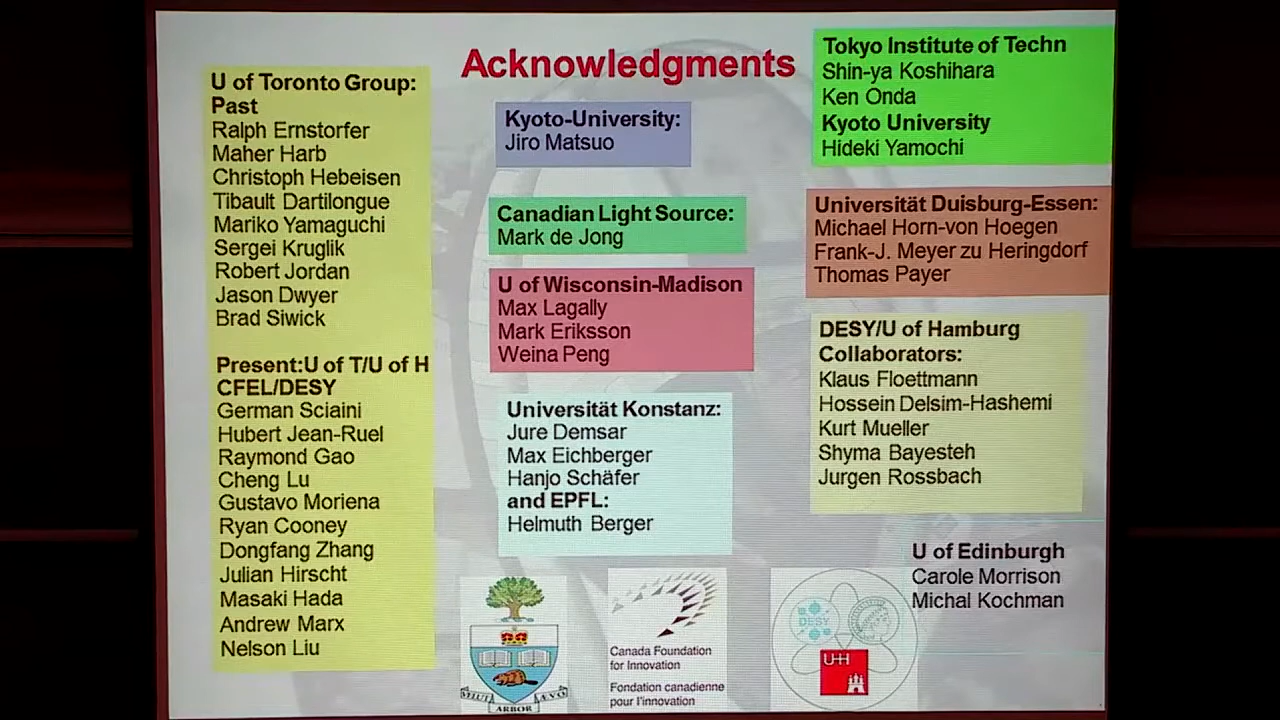 Acknowledgments
U of Toronto Group:
Past
Ralph Ernstorfer
Maher Harb
Christoph Hebeisen
Tibault Dartilongue
Mariko Yamaguchi
Sergei Kruglik
Robert Jordan
Jason Dwyer
Brad Siwick
Present:U of T/U of H
CFEL/DESY
German Sciaini
Hubert Jean-Ruel
Raymond Gao
Cheng Lu
Gustavo Moriena
Ryan Cooney
Dongfang Zhang
Julian Hirscht
Masaki Hada
Andrew Marx
Nelson Liu
Kyoto-University:
Jiro Matsuo
Canadian Light Source:
Mark de Jong
U of Wisconsin-Madison
Max Lagally
Mark Eriksson
Weina Peng
Universität Konstanz:
Jure Demsar
Max Eichberger
Hanjo Schäfer
and EPFL:
Helmuth Berger
Tokyo Institute of Techn
Shin-ya Koshihara
Ken Onda
Kyoto University
Hideki Yamochi
Universität Duisburg-Essen:
Michael Horn-von Hoegen
Frank-J. Meyer zu Heringdorf
Thomas Payer
DESY/U of Hamburg
Collaborators:
Klaus Floettmann
Hossein Delsim-Hashemi
Kurt Mueller
Shyma Bayesteh
Jurgen Rossbach
U of Edinburgh
Carole Morrison
Michal Kochman
VELUT ARBOR ÆVO
Canada Foundation
for Innovation
Fondation canadienne
pour l'innovation
DESY
UHH